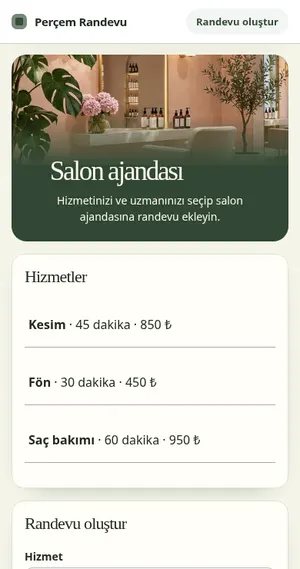 Perçem Randevu
Randevu oluştur
Salon ajandası
Hizmetinizi ve uzmanınızı seçip salon
ajandasına randevu ekleyin.
Hizmetler
Kesim · 45 dakika · 850 ₺
Fön · 30 dakika · 450 ₺
Saç bakımı · 60 dakika · 950 ₺
Randevu oluştur
Hizmet